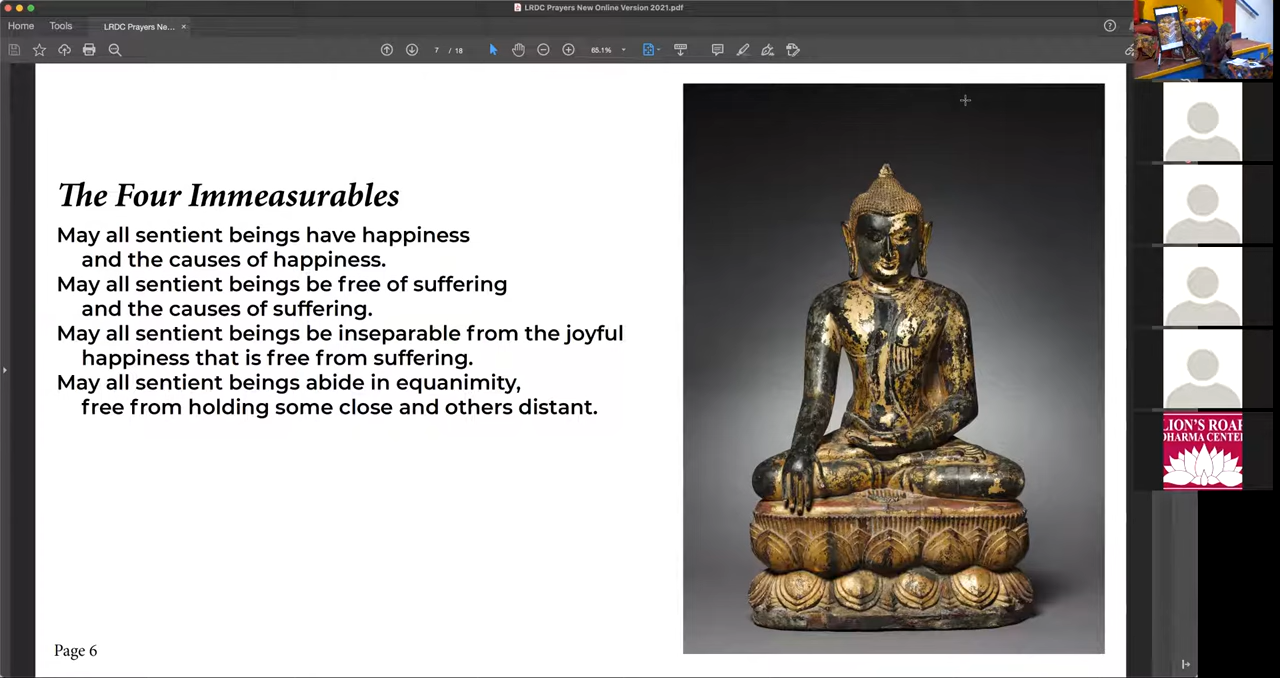 LRDC Prayers New Online Version 2021.pdf
Home Tools LRDC Prayers Ne... ×
7 / 18 65.1%
The Four Immeasurables
May all sentient beings have happiness
and the causes of happiness.
May all sentient beings be free of suffering
and the causes of suffering.
May all sentient beings be inseparable from the joyful
happiness that is free from suffering.
May all sentient beings abide in equanimity,
free from holding some close and others distant.
Page 6
LION'S ROAR
DHARMA CENTER